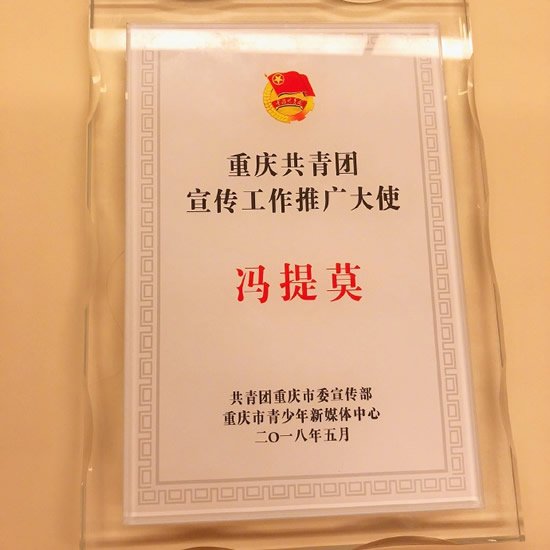 重庆共青团
宣传工作推广大使
冯提莫
共青团重庆市委宣传部
重庆市青少年新媒体中心
二〇一八年五月